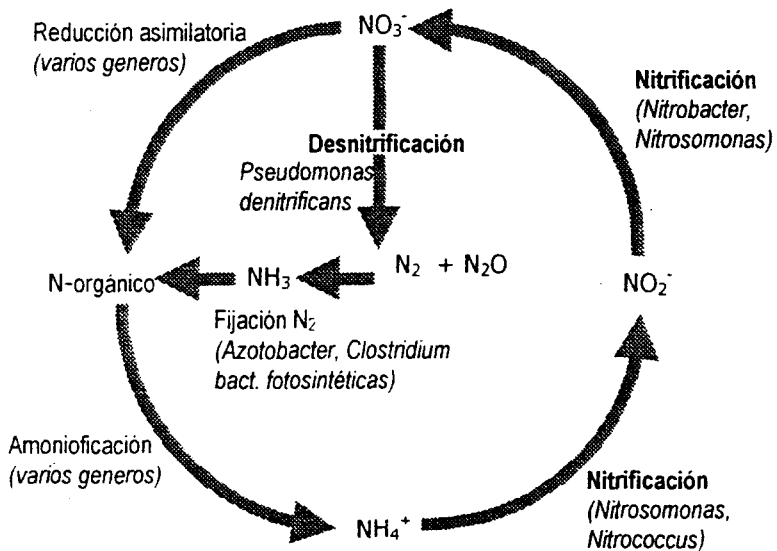 NO₃⁻
Reducción asimilatoria
(varios generos)
Nitrificación
(Nitrobacter,
Nitrosomonas)
Desnitrificación
Pseudomonas
denitrificans
N₂ + N₂O
N-orgánico
NH₃
NO₂⁻
Fijación N₂
(Azotobacter, Clostridium
bact. fotosintéticas)
Amonioficación
(varios generos)
NH₄⁺
Nitrificación
(Nitrosomonas,
Nitrococcus)